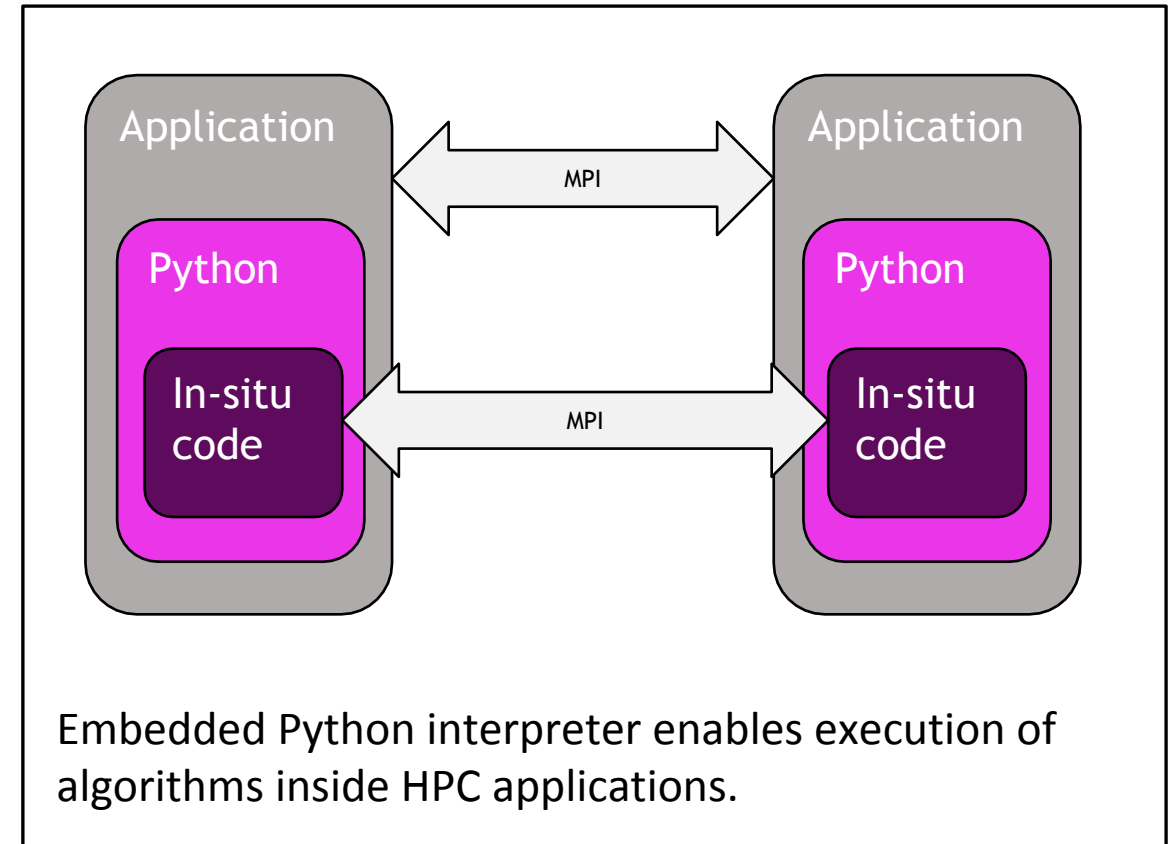 Application
Application
MPI
Python
Python
In-situ
code
MPI
In-situ
code
Embedded Python interpreter enables execution of
algorithms inside HPC applications.